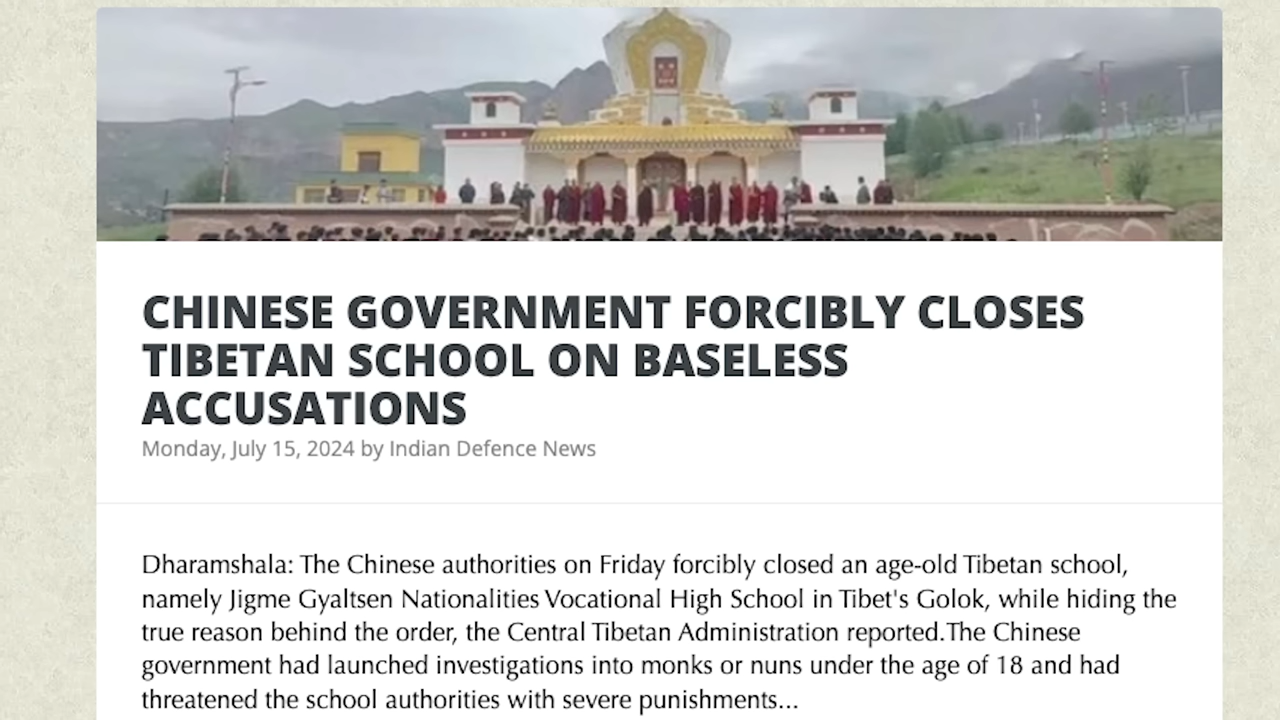 CHINESE GOVERNMENT FORCIBLY CLOSES
TIBETAN SCHOOL ON BASELESS
ACCUSATIONS
Monday, July 15, 2024 by Indian Defence News
Dharamshala: The Chinese authorities on Friday forcibly closed an age-old Tibetan school,
namely Jigme Gyaltsen Nationalities Vocational High School in Tibet's Golok, while hiding the
true reason behind the order, the Central Tibetan Administration reported.The Chinese
government had launched investigations into monks or nuns under the age of 18 and had
threatened the school authorities with severe punishments...